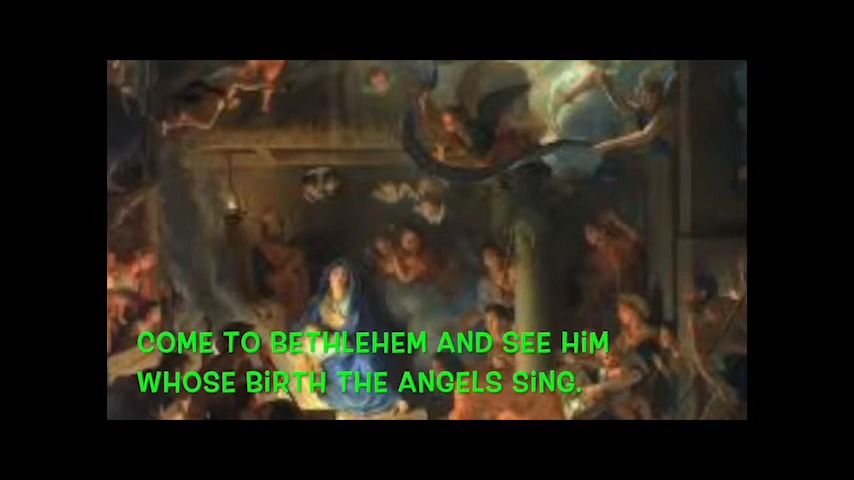 COME TO BETHLEHEM AND SEE HiM
WHOSE BiRTH THE ANGELS SiNG.